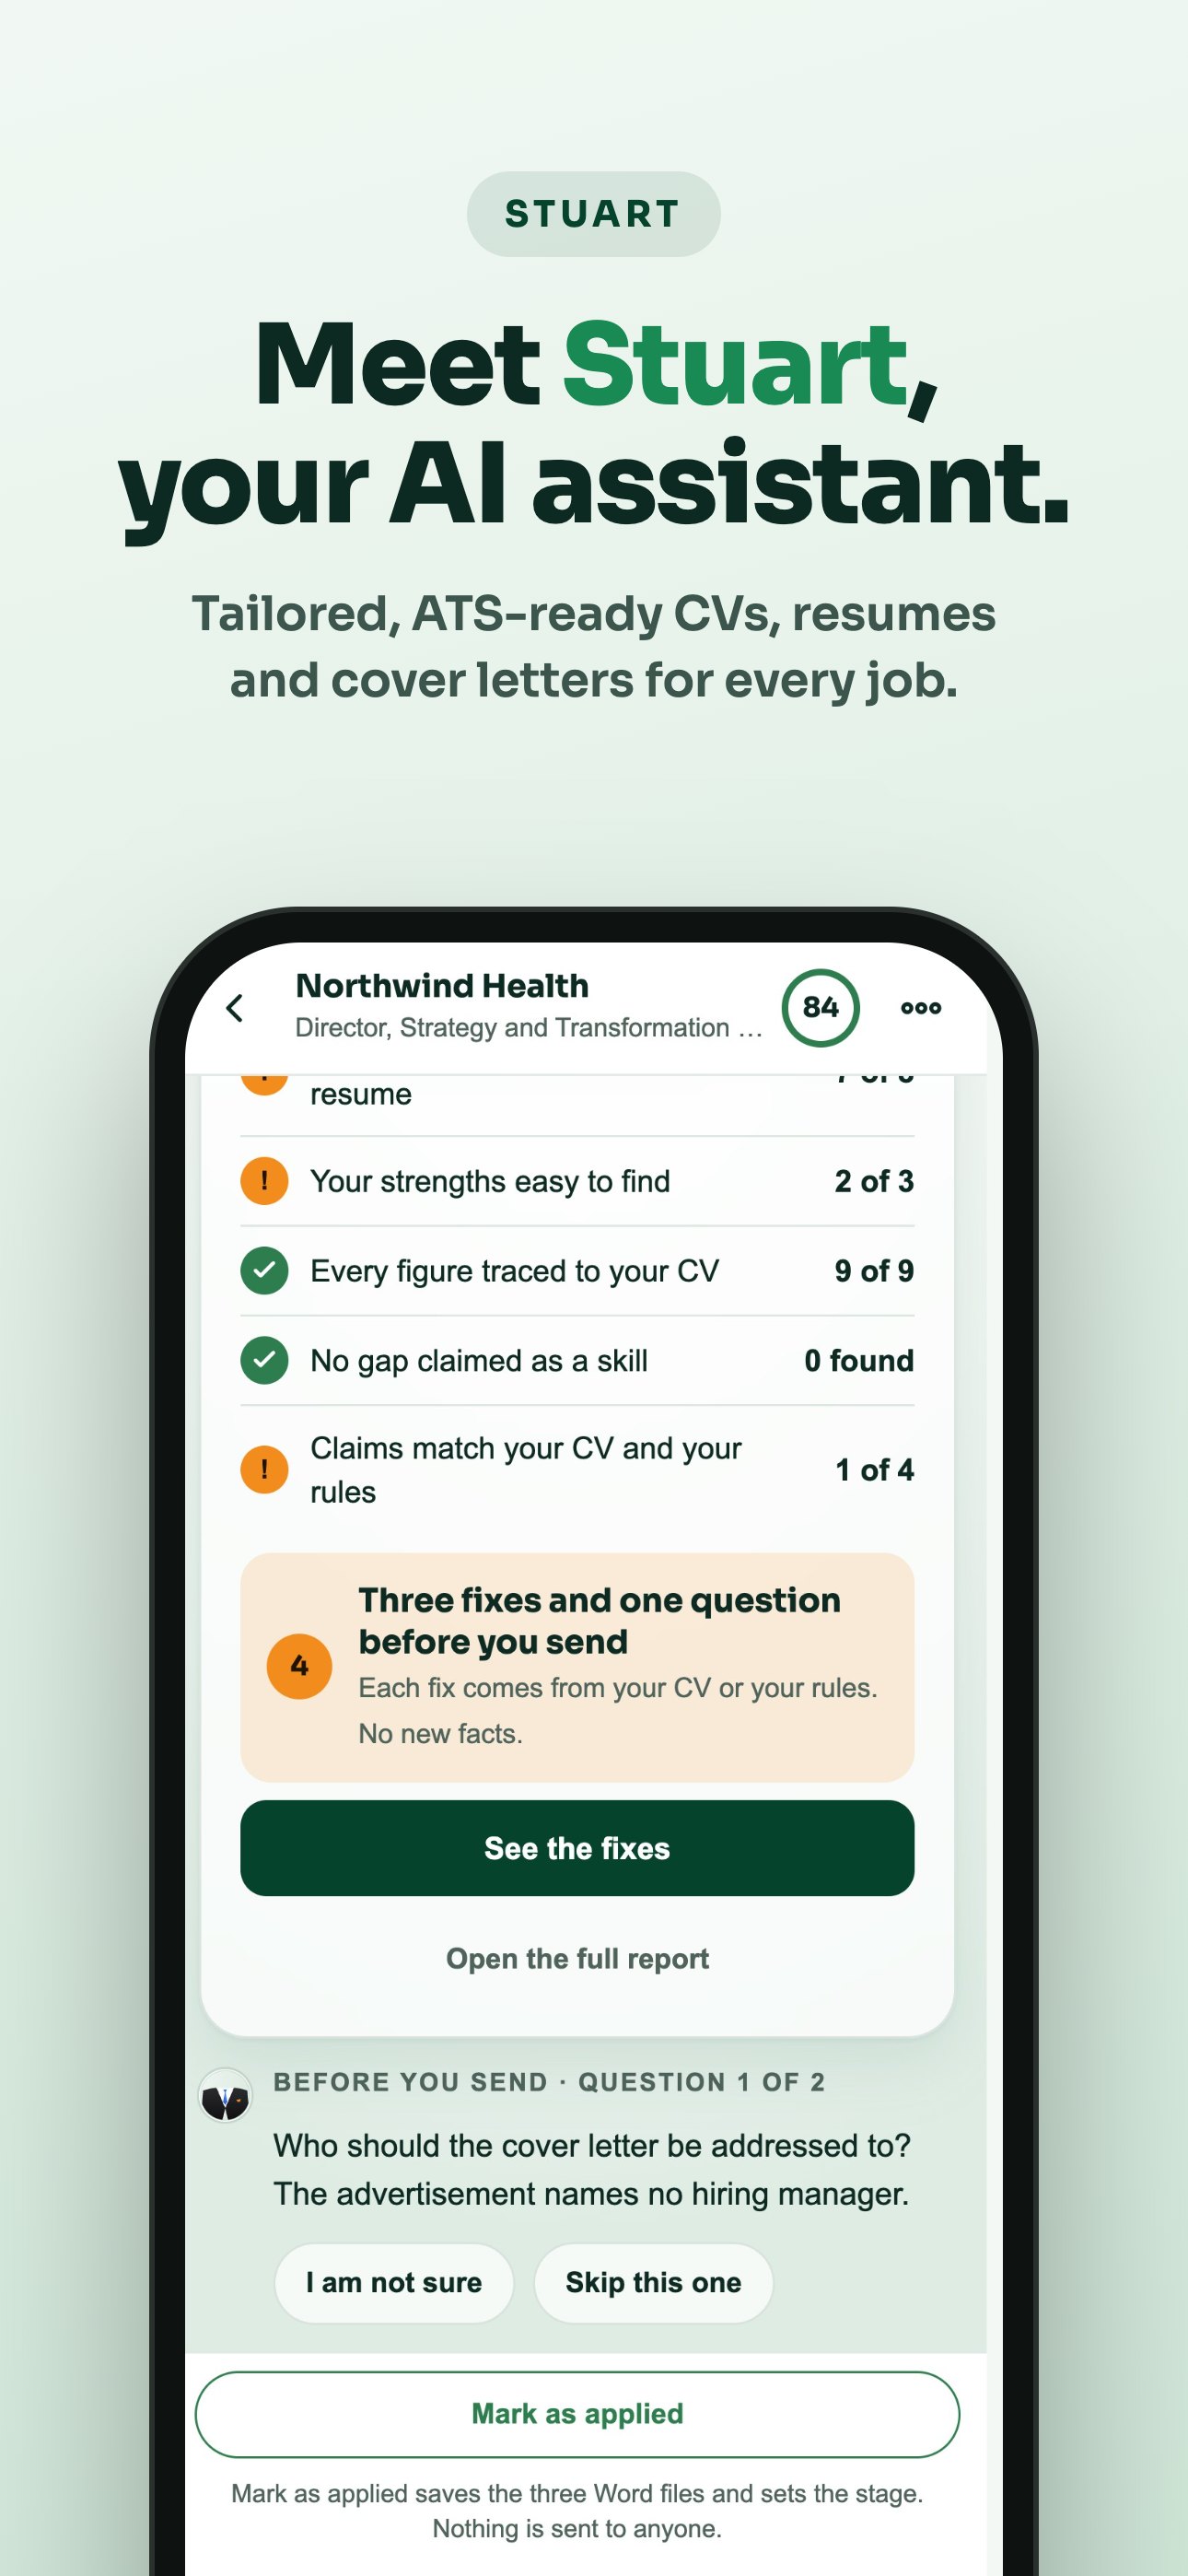 STUART
Meet Stuart,
your AI assistant.
Tailored, ATS-ready CVs, resumes
and cover letters for every job.
Northwind Health
Director, Strategy and Transformation ...
84
resume
Your strengths easy to find
2 of 3
Every figure traced to your CV
9 of 9
No gap claimed as a skill
0 found
Claims match your CV and your
rules
1 of 4
4
Three fixes and one question
before you send
Each fix comes from your CV or your rules.
No new facts.
See the fixes
Open the full report
BEFORE YOU SEND · QUESTION 1 OF 2
Who should the cover letter be addressed to?
The advertisement names no hiring manager.
I am not sure
Skip this one
Mark as applied
Mark as applied saves the three Word files and sets the stage.
Nothing is sent to anyone.